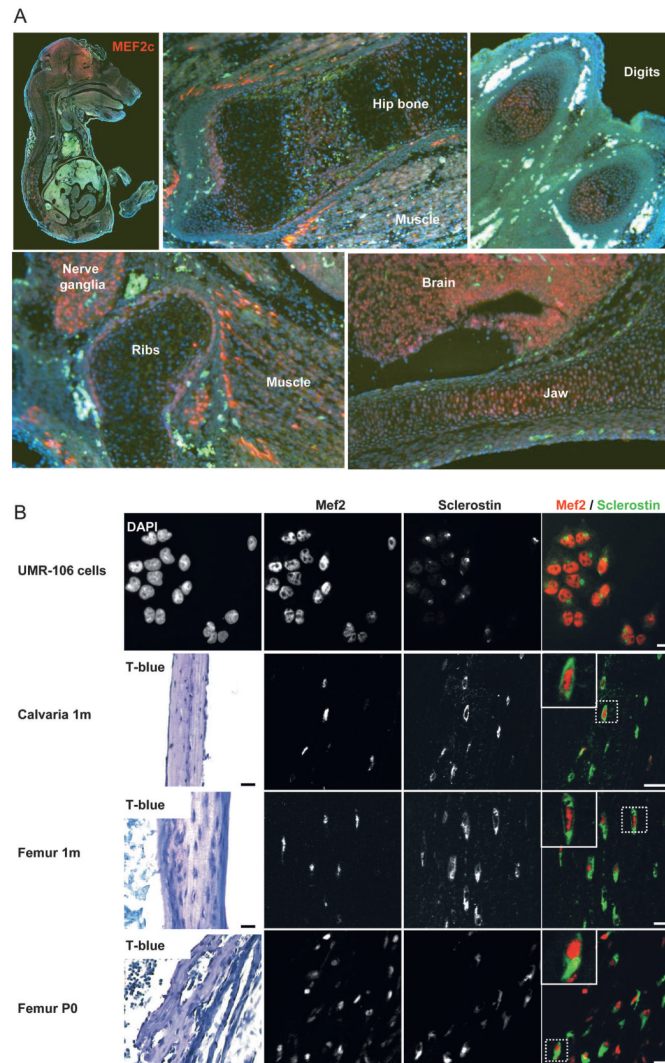 A
MEF2c
Hip bone
Muscle
Digits
Nerve
ganglia
Ribs
Muscle
Brain
Jaw
B
Mef2
Sclerostin
Mef2 / Sclerostin
DAPI
UMR-106 cells
T-blue
Calvaria 1m
T-blue
Femur 1m
T-blue
Femur P0